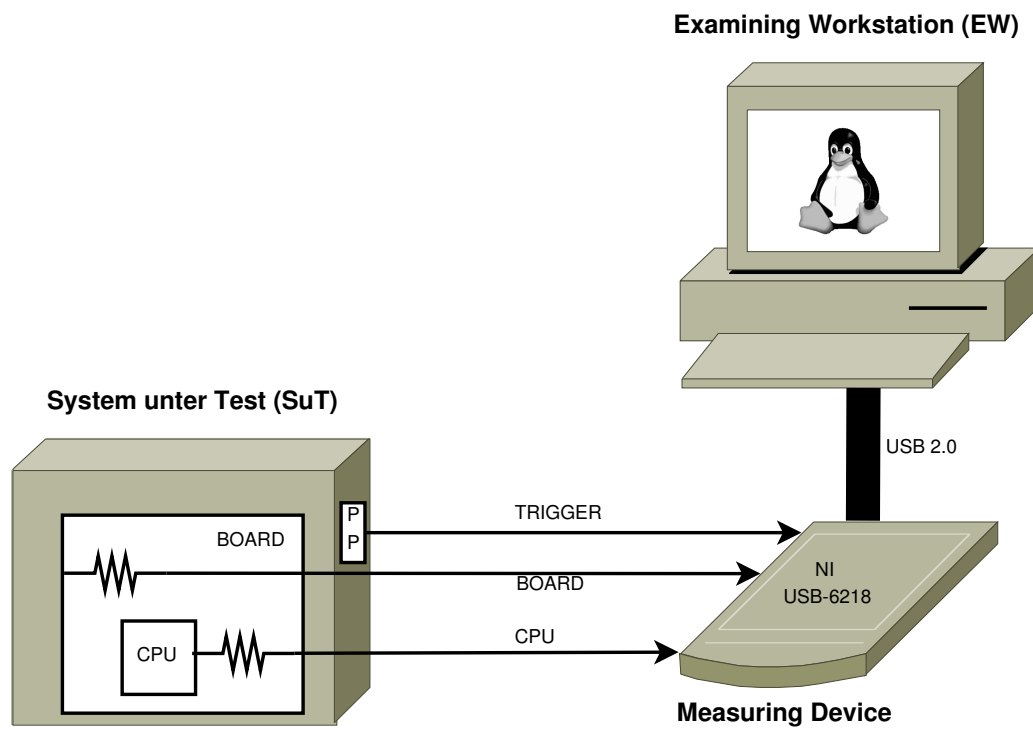 Examining Workstation (EW)
System unter Test (SuT)
USB 2.0
P
P
TRIGGER
BOARD
BOARD
NI
USB-6218
CPU
CPU
Measuring Device